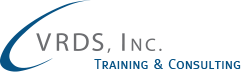 VRDS, INC.
TRAINING & CONSULTING